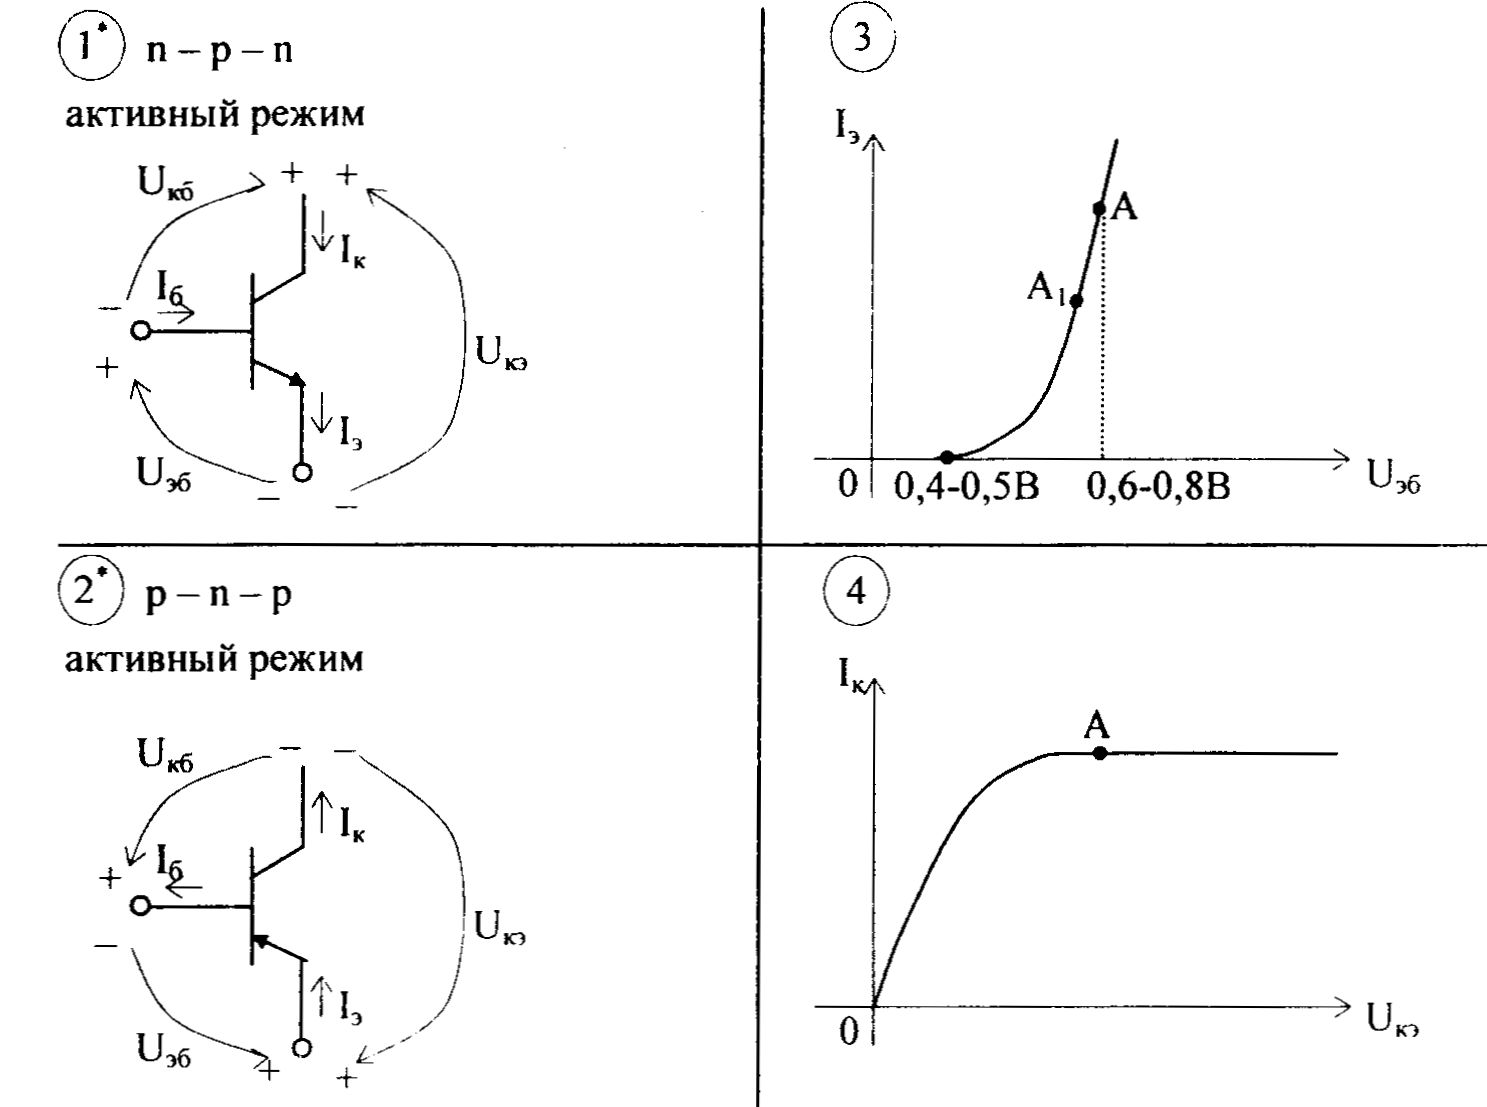 1* n – p – n
активный режим
Uкб
+ +
Iк
Iб
–
+
Uкэ
Iэ
Uэб
–
–
3
Iэ
A
A1
0 0,4-0,5В 0,6-0,8В
Uэб
2* p – n – p
активный режим
Uкб
– –
Iк
Iб
+
–
Uкэ
Iэ
Uэб
+ +
4
Iк
A
0
Uкэ